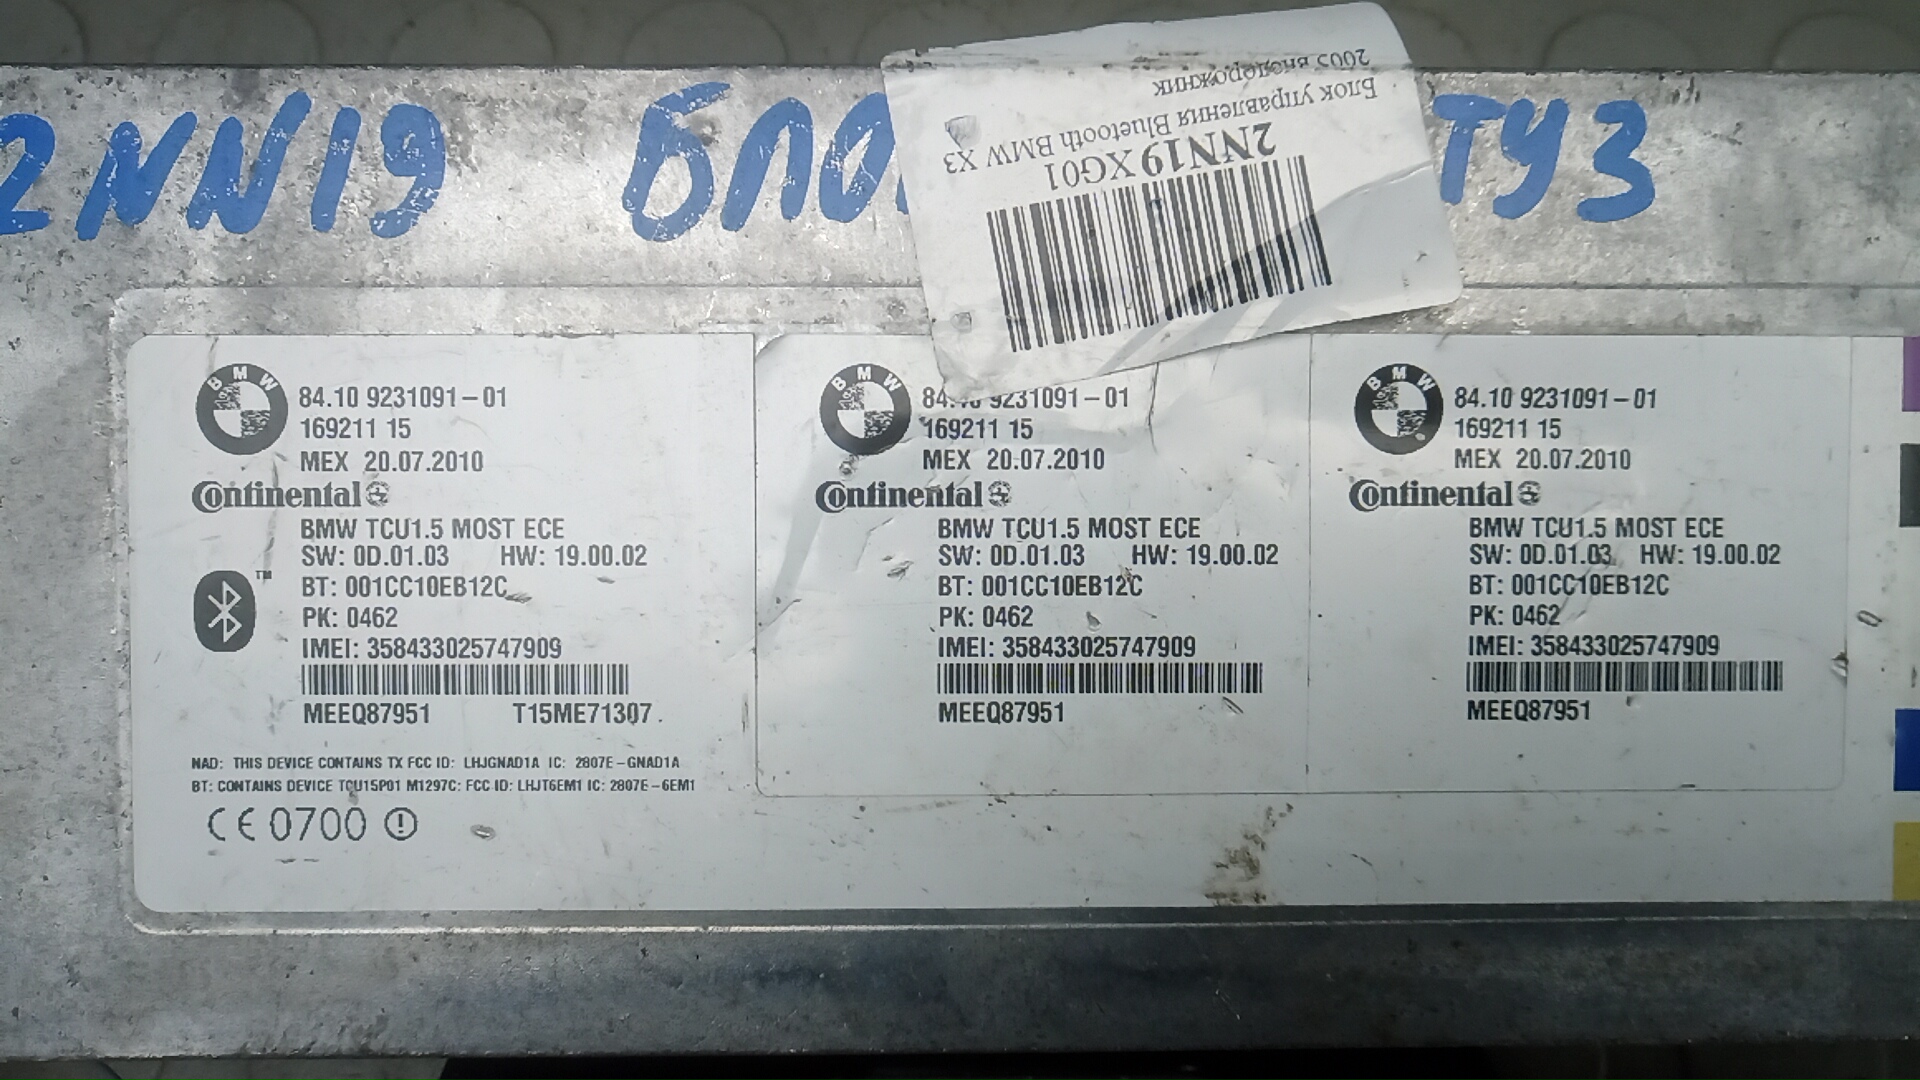 2NN19 БЛО ТУЗ
Блок управления Bluetooth BMW X3
2005 внедорожник
2NN19XG01
BMW
84.10 9231091-01
169211 15
MEX 20.07.2010
Continental
BMW TCU1.5 MOST ECE
SW: 0D.01.03 HW: 19.00.02
BT: 001CC10EB12C
PK: 0462
IMEI: 358433025747909
MEEQ87951 T15ME71307
NAD: THIS DEVICE CONTAINS TX FCC ID: LHJGNAD1A IC: 2807E-GNAD1A
BT: CONTAINS DEVICE TCU15P01 M1297C: FCC ID: LHJT6EM1 IC: 2807E-6EM1
CE 0700
BMW
84.10 9231091-01
169211 15
MEX 20.07.2010
Continental
BMW TCU1.5 MOST ECE
SW: 0D.01.03 HW: 19.00.02
BT: 001CC10EB12C
PK: 0462
IMEI: 358433025747909
MEEQ87951
BMW
84.10 9231091-01
169211 15
MEX 20.07.2010
Continental
BMW TCU1.5 MOST ECE
SW: 0D.01.03 HW: 19.00.02
BT: 001CC10EB12C
PK: 0462
IMEI: 358433025747909
MEEQ87951